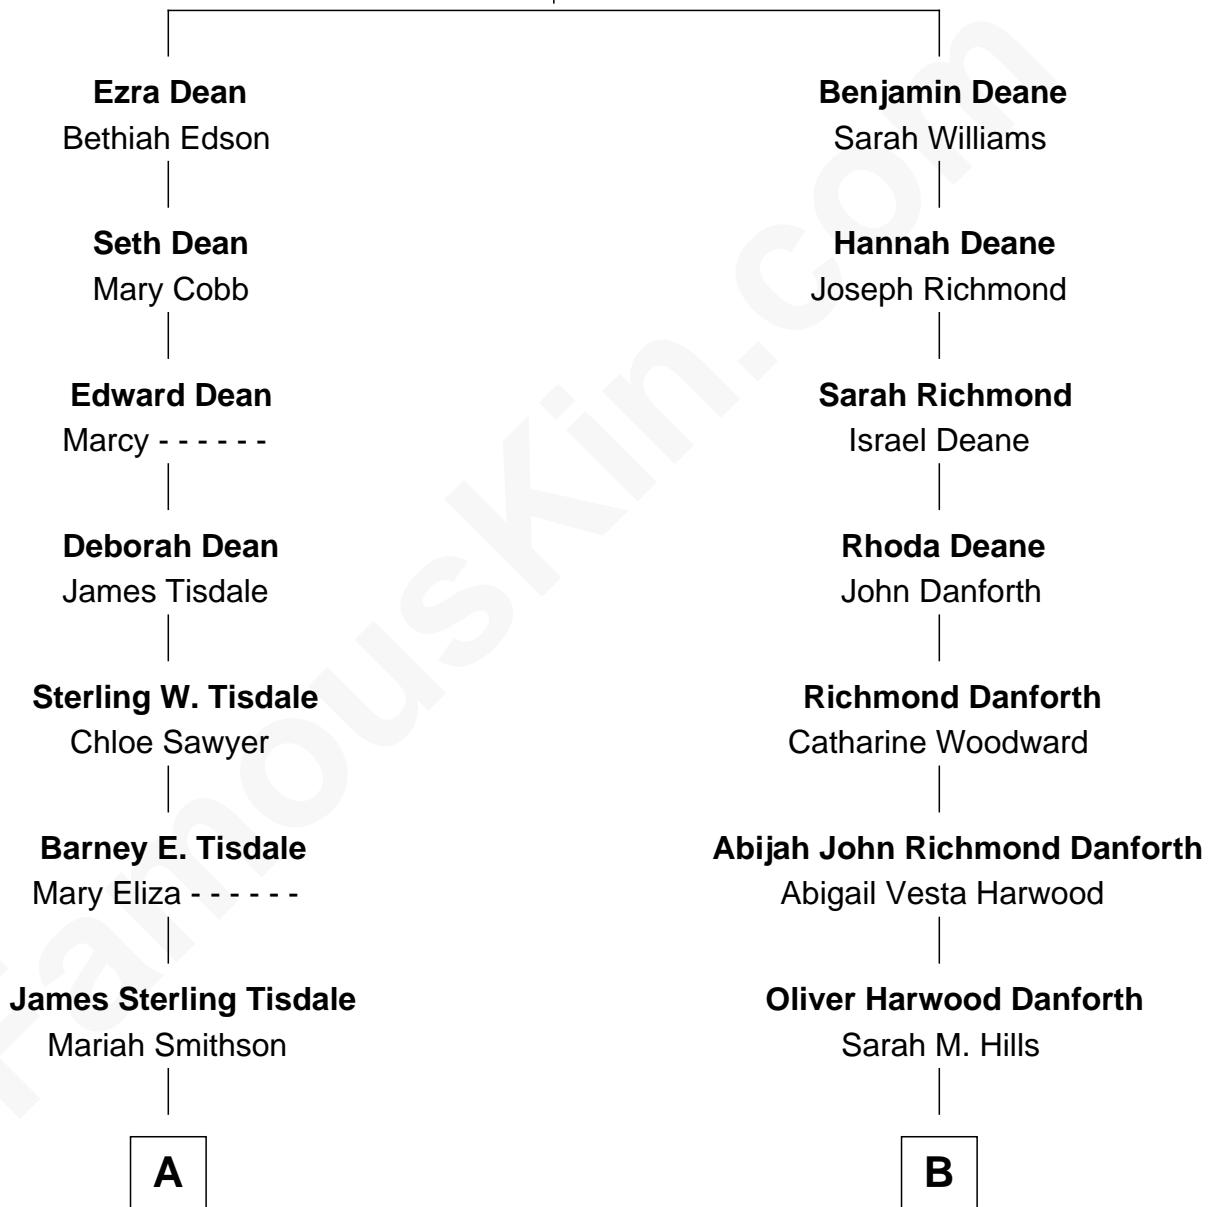 Ezra Dean
Bethiah Edson
Seth Dean
Mary Cobb
Edward Dean
Marcy - - - - - -
Deborah Dean
James Tisdale
Sterling W. Tisdale
Chloe Sawyer
Barney E. Tisdale
Mary Eliza - - - - - -
James Sterling Tisdale
Mariah Smithson
A
Benjamin Deane
Sarah Williams
Hannah Deane
Joseph Richmond
Sarah Richmond
Israel Deane
Rhoda Deane
John Danforth
Richmond Danforth
Catharine Woodward
Abijah John Richmond Danforth
Abigail Vesta Harwood
Oliver Harwood Danforth
Sarah M. Hills
B
FamousKin.com